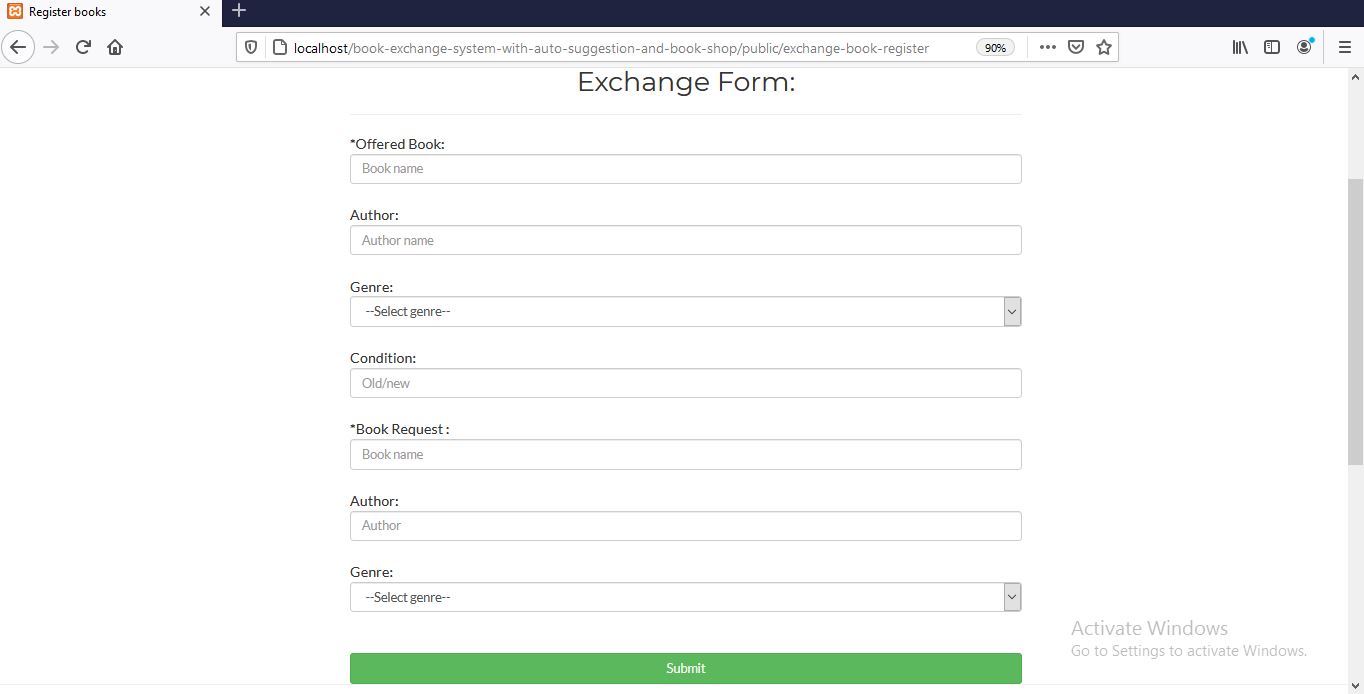 Register books
localhost/book-exchange-system-with-auto-suggestion-and-book-shop/public/exchange-book-register
90%
Exchange Form:
*Offered Book:
Book name
Author:
Author name
Genre:
--Select genre--
Condition:
Old/new
*Book Request :
Book name
Author:
Author
Genre:
--Select genre--
Submit
Activate Windows
Go to Settings to activate Windows.